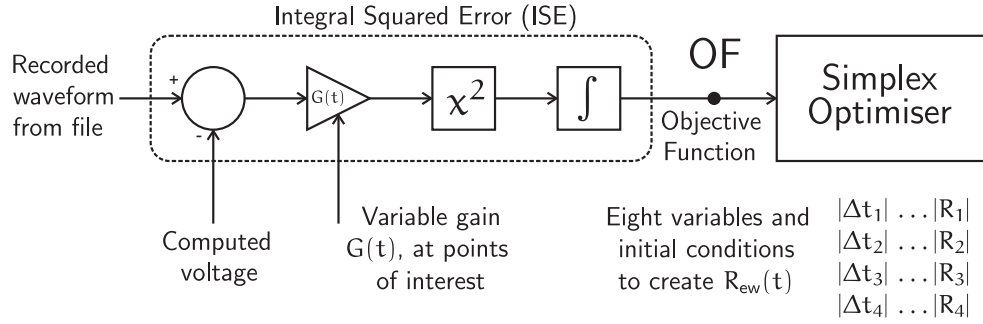 Integral Squared Error (ISE)
Recorded
waveform
from file
+
-
G(t)
χ²
∫
OF
Objective
Function
Simplex
Optimiser
Computed
voltage
Variable gain
G(t), at points
of interest
Eight variables and
initial conditions
to create R_ew(t)
|Δt₁| ... |R₁|
|Δt₂| ... |R₂|
|Δt₃| ... |R₃|
|Δt₄| ... |R₄|